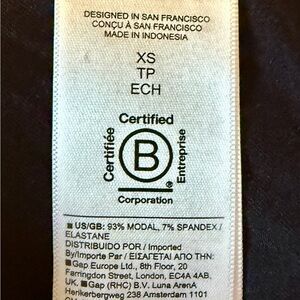 DESIGNED IN SAN FRANCISCO
CONÇU À SAN FRANCISCO
MADE IN INDONESIA
XS
TP
ECH
Certified
Certifiée
B
Entreprise
®
Corporation
US/GB: 93% MODAL, 7% SPANDEX/
ELASTANE
DISTRIBUIDO POR / Imported
By/Importe Par / ΕΙΣΑΓΕΤΑΙ ΑΠΟ ΤΗΝ
Gap Europe Ltd., 8th Floor, 20
Farringdon Street, London, EC4A 4AB,
UK. Gap (RHC) B.V. Luna ArenA
Herikerbergweg 238 Amsterdam 1101